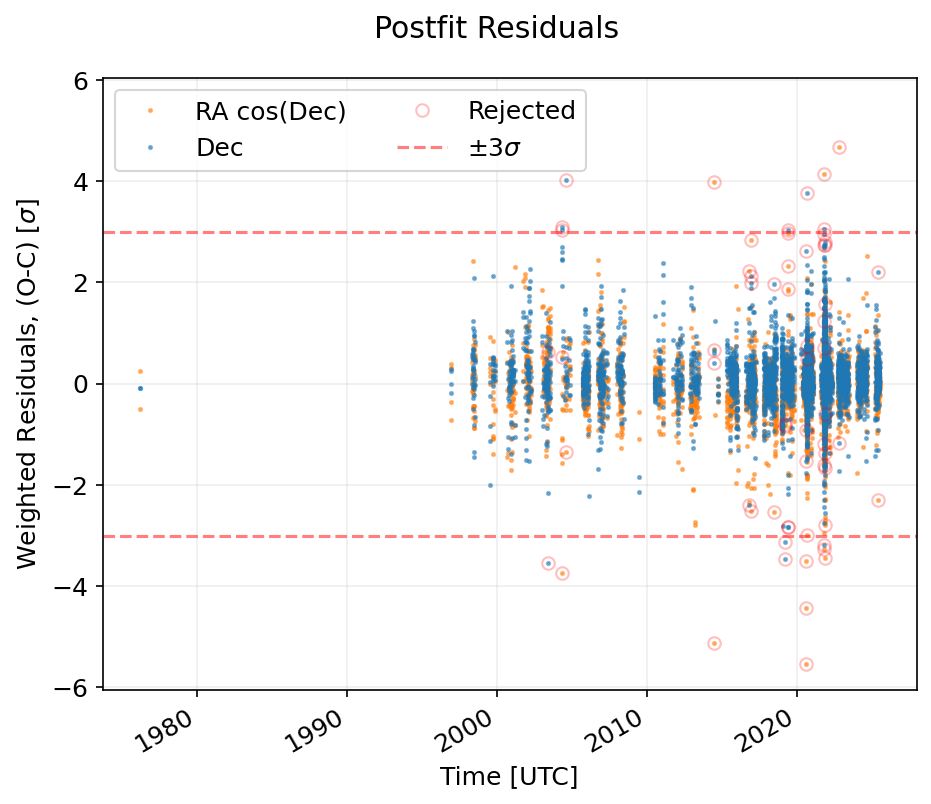 Postfit Residuals
RA cos(Dec)
Dec
Rejected
±3σ
Weighted Residuals, (O-C) [σ]
6
4
2
0
−2
−4
−6
1980
1990
2000
2010
2020
Time [UTC]